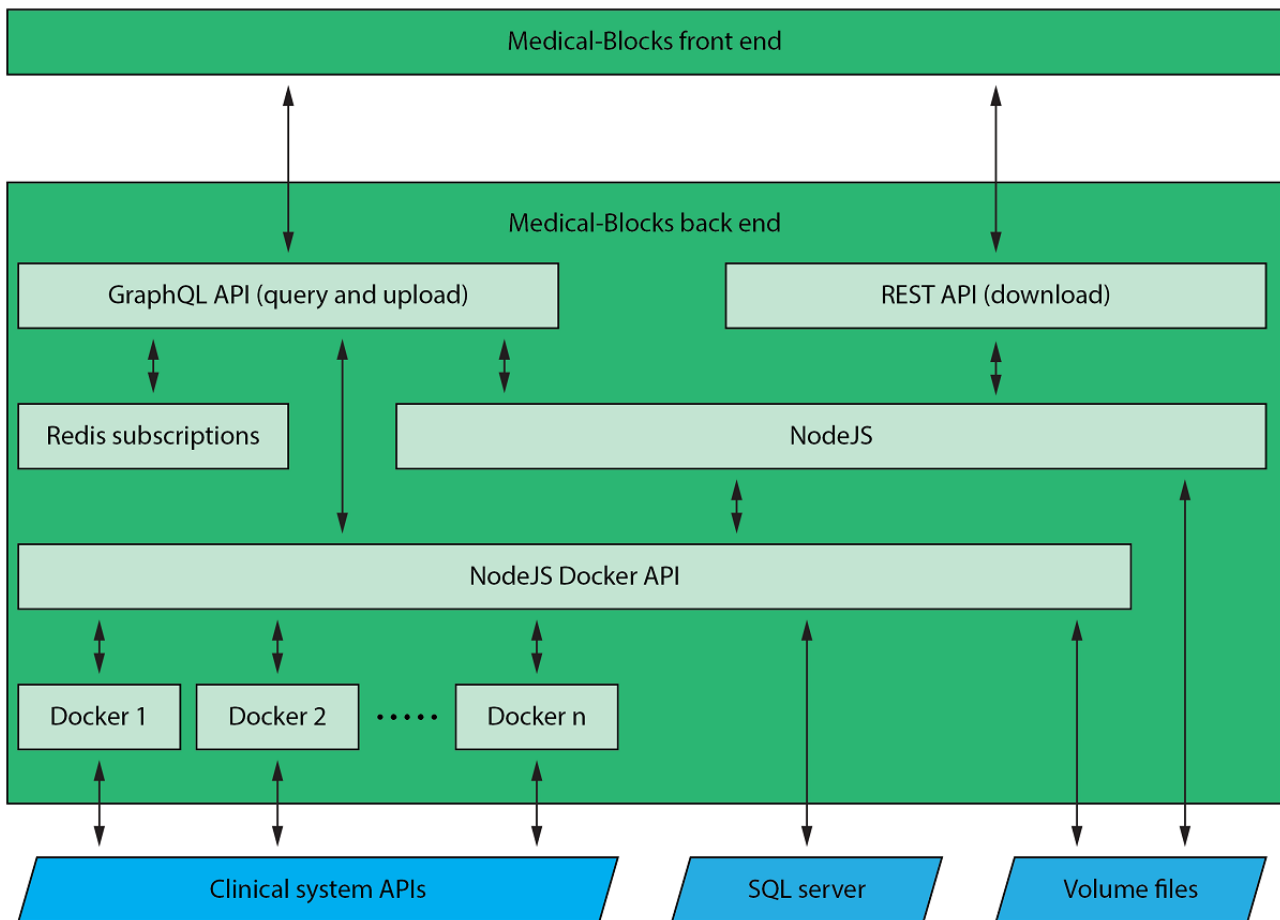 Medical-Blocks front end
Medical-Blocks back end
GraphQL API (query and upload)
REST API (download)
Redis subscriptions
NodeJS
NodeJS Docker API
Docker 1
Docker 2
.....
Docker n
Clinical system APIs
SQL server
Volume files